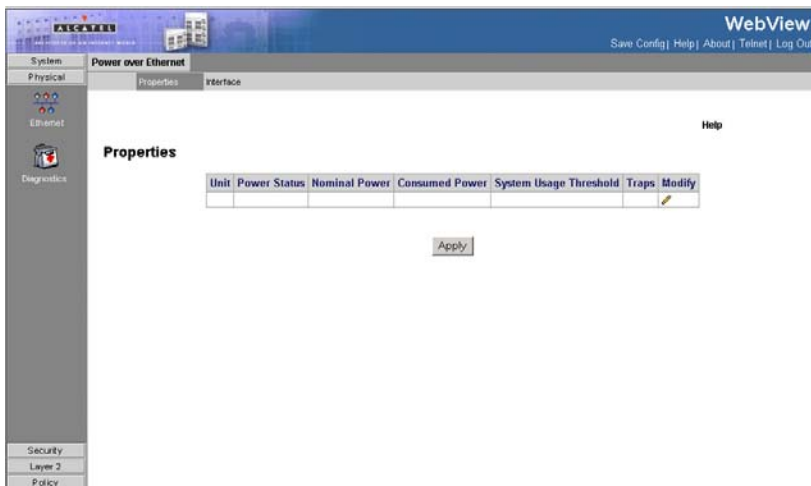 ALCATEL
WebView
Save Config| Help| About| Telnet| Log Out
System
Physical
Ethernet
Diagnostics
Power over Ethernet
Properties
Interface
Help
Properties
Unit Power Status Nominal Power Consumed Power System Usage Threshold Traps Modify
Apply
Security
Layer 2
Policy